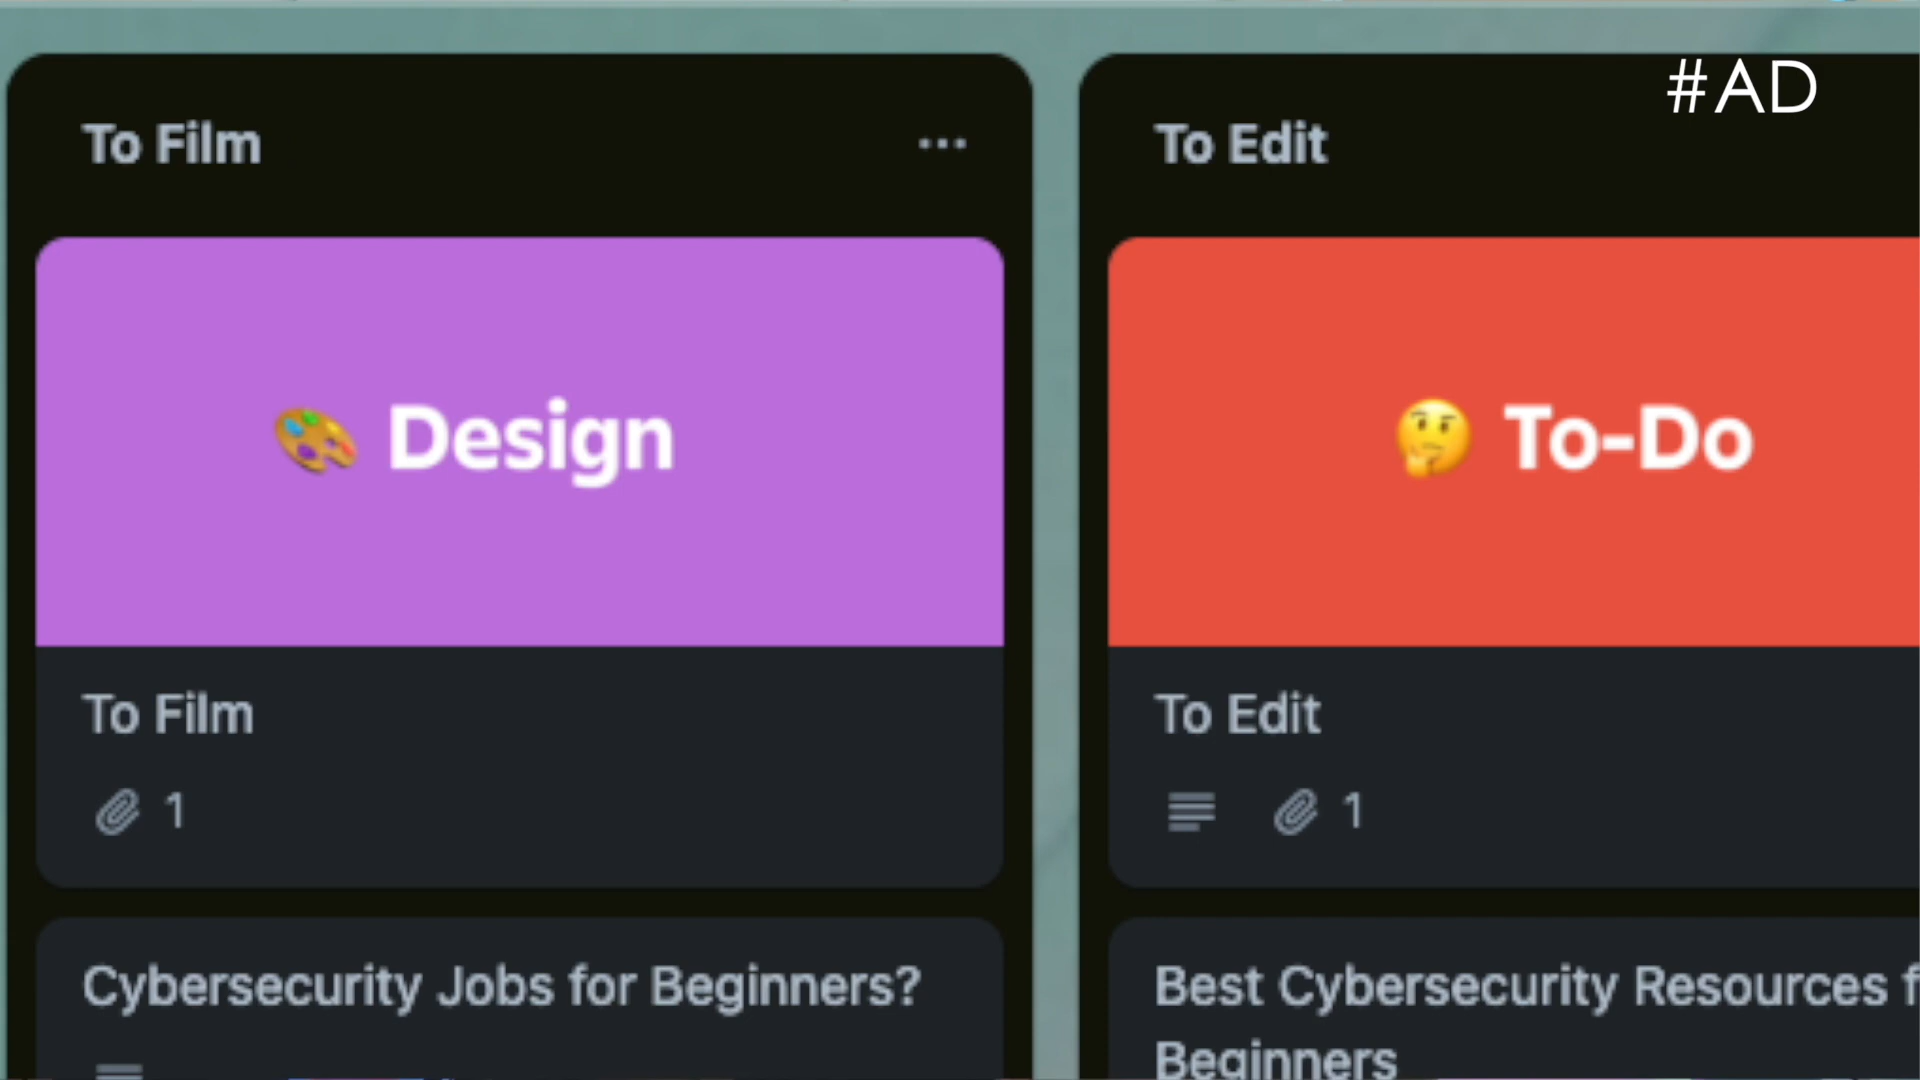 #AD
To Film
Design
To Film
1
Cybersecurity Jobs for Beginners?
To Edit
To-Do
To Edit
1
Best Cybersecurity Resources f
Beginners